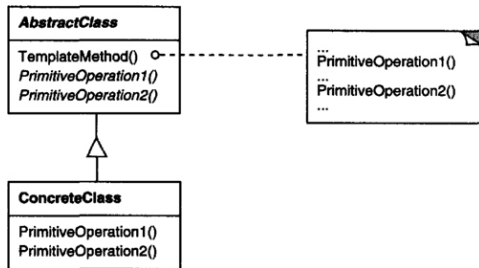 AbstractClass
TemplateMethod()
PrimitiveOperation1()
PrimitiveOperation2()
...
PrimitiveOperation1()
...
PrimitiveOperation2()
...
ConcreteClass
PrimitiveOperation1()
PrimitiveOperation2()